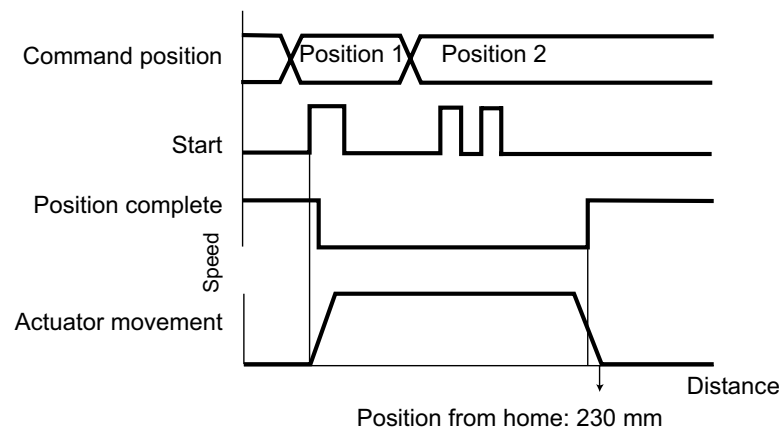 Command position
Position 1
Position 2
Start
Position complete
Speed
Actuator movement
Distance
Position from home: 230 mm